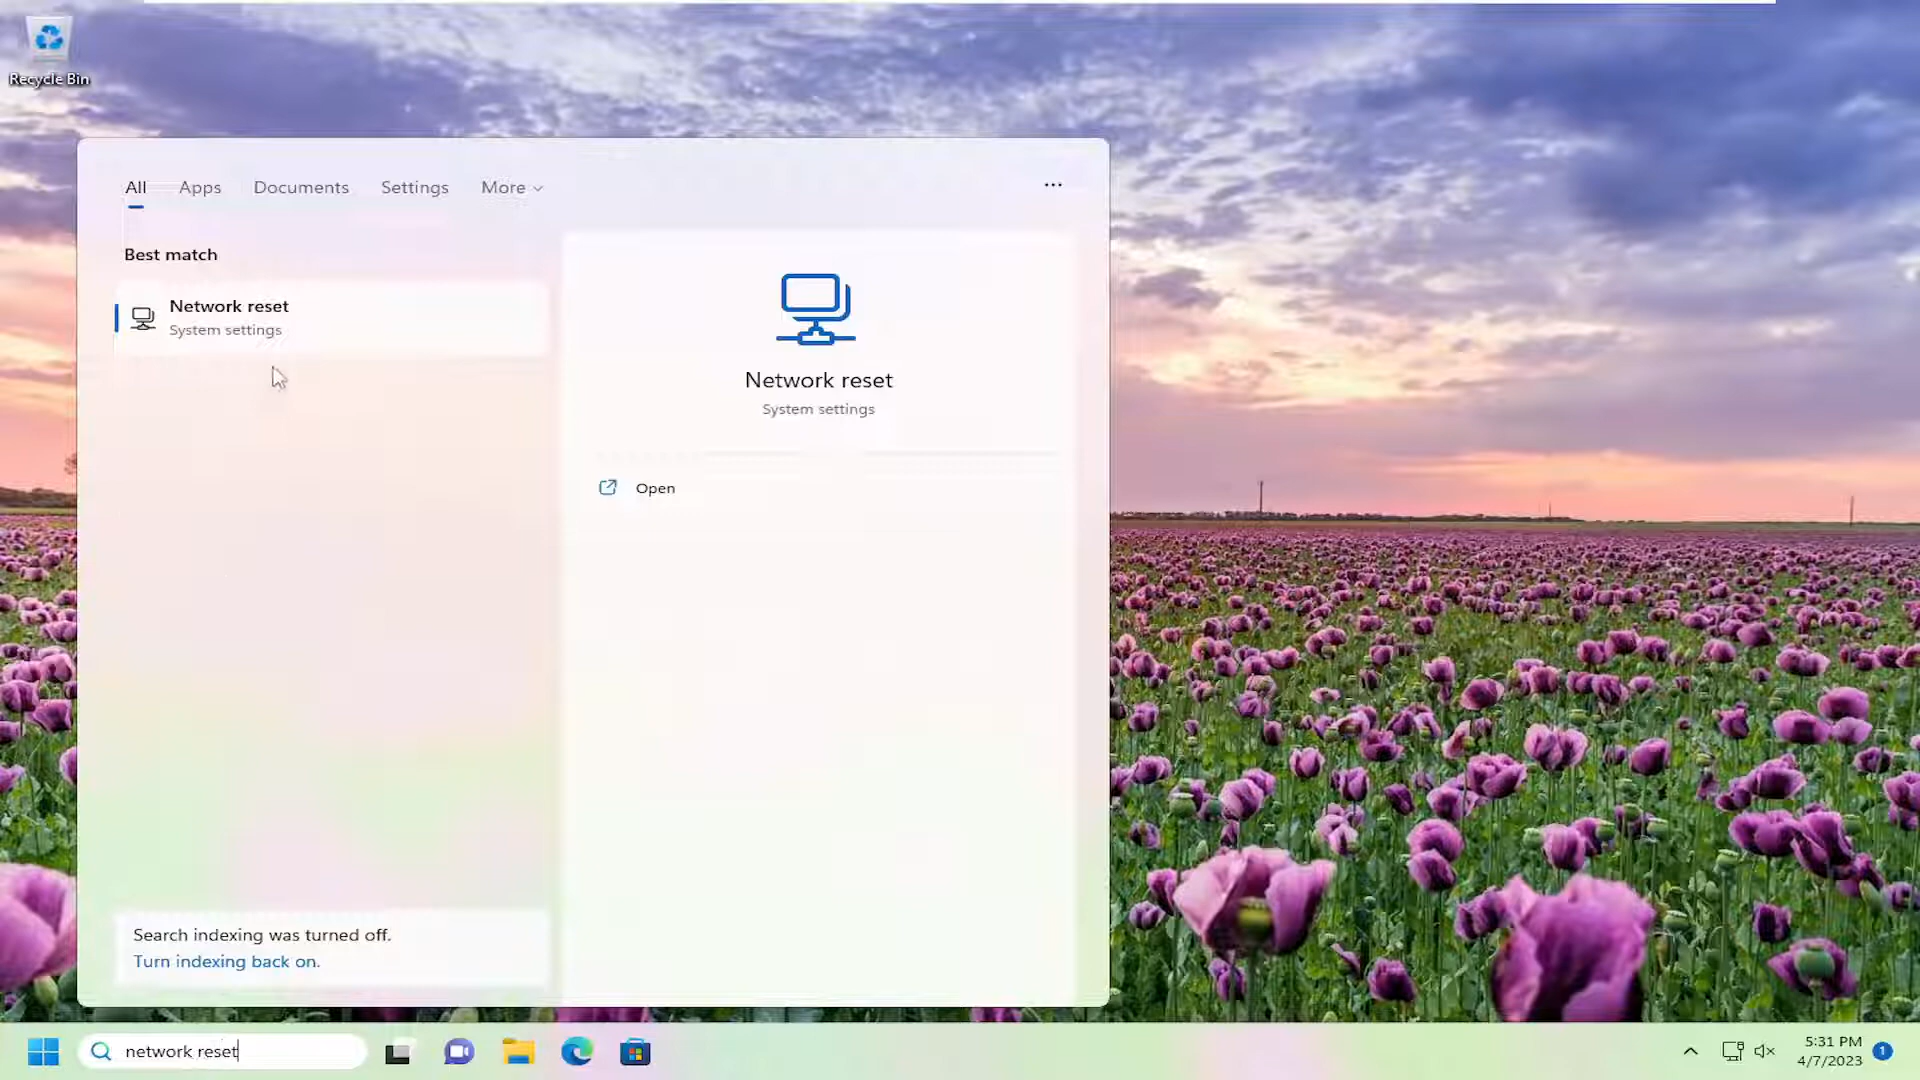 Recycle Bin
All Apps Documents Settings More
Best match
Network reset
System settings
Network reset
System settings
Open
Search indexing was turned off.
Turn indexing back on.
network reset
5:31 PM
4/7/2023
1